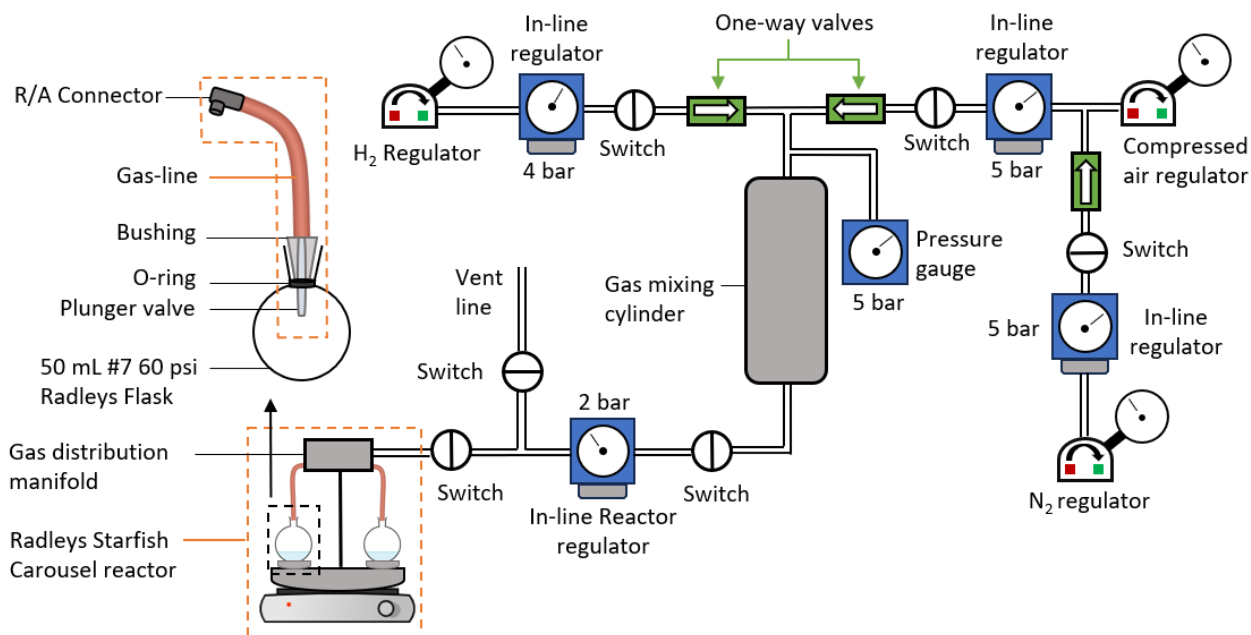 In-line
regulator
One-way valves
In-line
regulator
R/A Connector
H₂ Regulator
4 bar
Switch
Switch
5 bar
Compressed
air regulator
Gas-line
Bushing
O-ring
Plunger valve
50 mL #7 60 psi
Radleys Flask
Vent
line
Gas mixing
cylinder
Pressure
gauge
5 bar
Switch
5 bar
In-line
regulator
Switch
2 bar
Gas distribution
manifold
Switch
Switch
In-line Reactor
regulator
N₂ regulator
Radleys Starfish
Carousel reactor